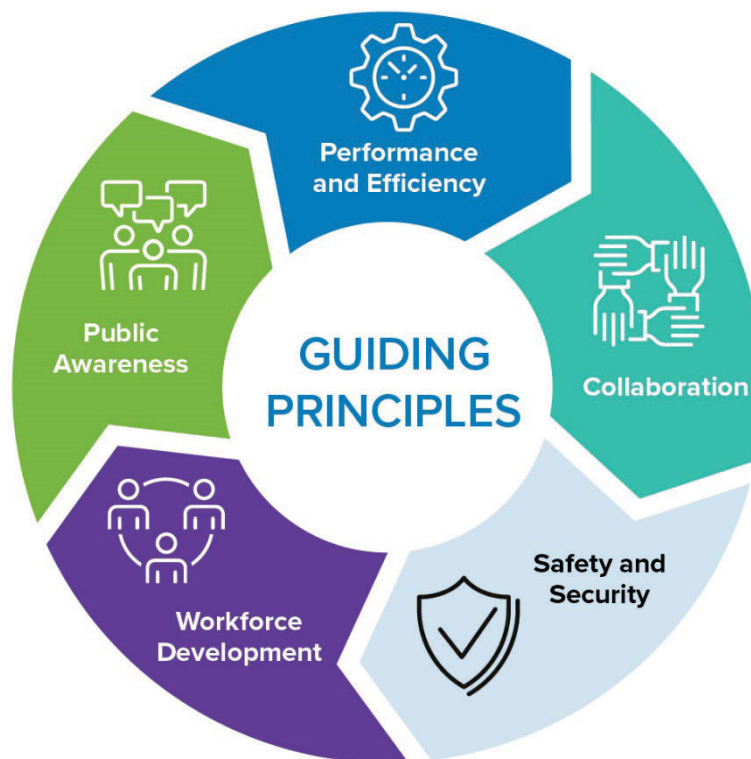 Performance
and Efficiency
Collaboration
Safety and
Security
Workforce
Development
Public
Awareness
GUIDING
PRINCIPLES